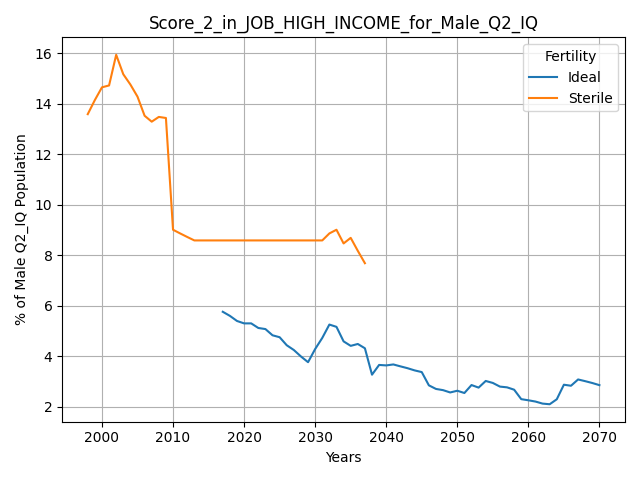 Score_2_in_JOB_HIGH_INCOME_for_Male_Q2_IQ
Fertility
Ideal
Sterile
% of Male Q2_IQ Population
16
14
12
10
8
6
4
2
2000 2010 2020 2030 2040 2050 2060 2070
Years